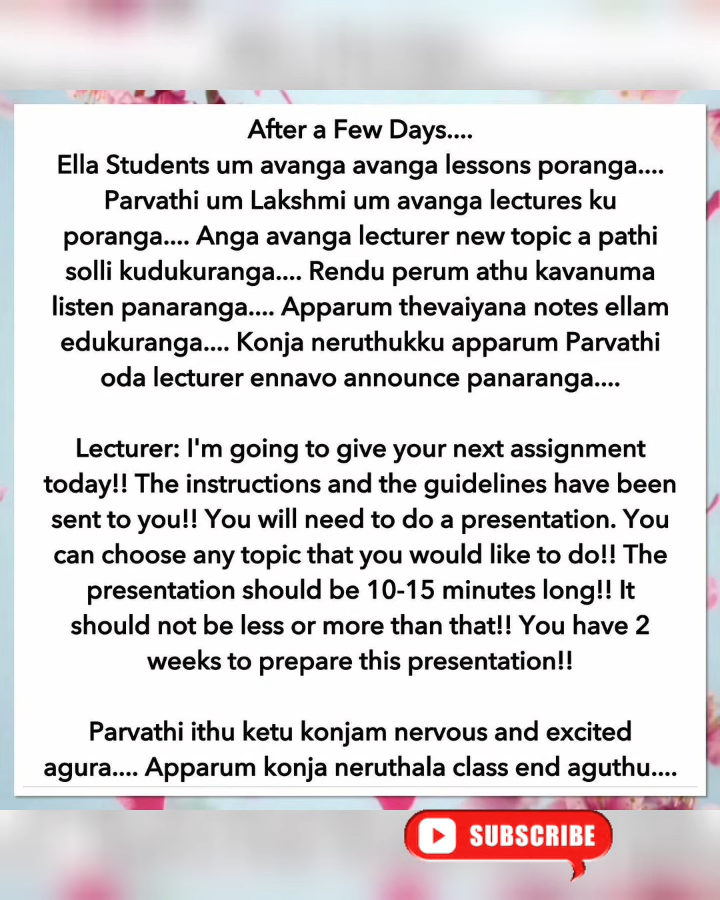 After a Few Days....
Ella Students um avanga avanga lessons poranga....
Parvathi um Lakshmi um avanga lectures ku
poranga.... Anga avanga lecturer new topic a pathi
solli kudukuranga.... Rendu perum athu kavanuma
listen panaranga.... Apparum thevaiyana notes ellam
edukuranga.... Konja neruthukku apparum Parvathi
oda lecturer ennavo announce panaranga....
Lecturer: I'm going to give your next assignment
today!! The instructions and the guidelines have been
sent to you!! You will need to do a presentation. You
can choose any topic that you would like to do!! The
presentation should be 10-15 minutes long!! It
should not be less or more than that!! You have 2
weeks to prepare this presentation!!
Parvathi ithu ketu konjam nervous and excited
agura.... Apparum konja neruthala class end aguthu....
SUBSCRIBE